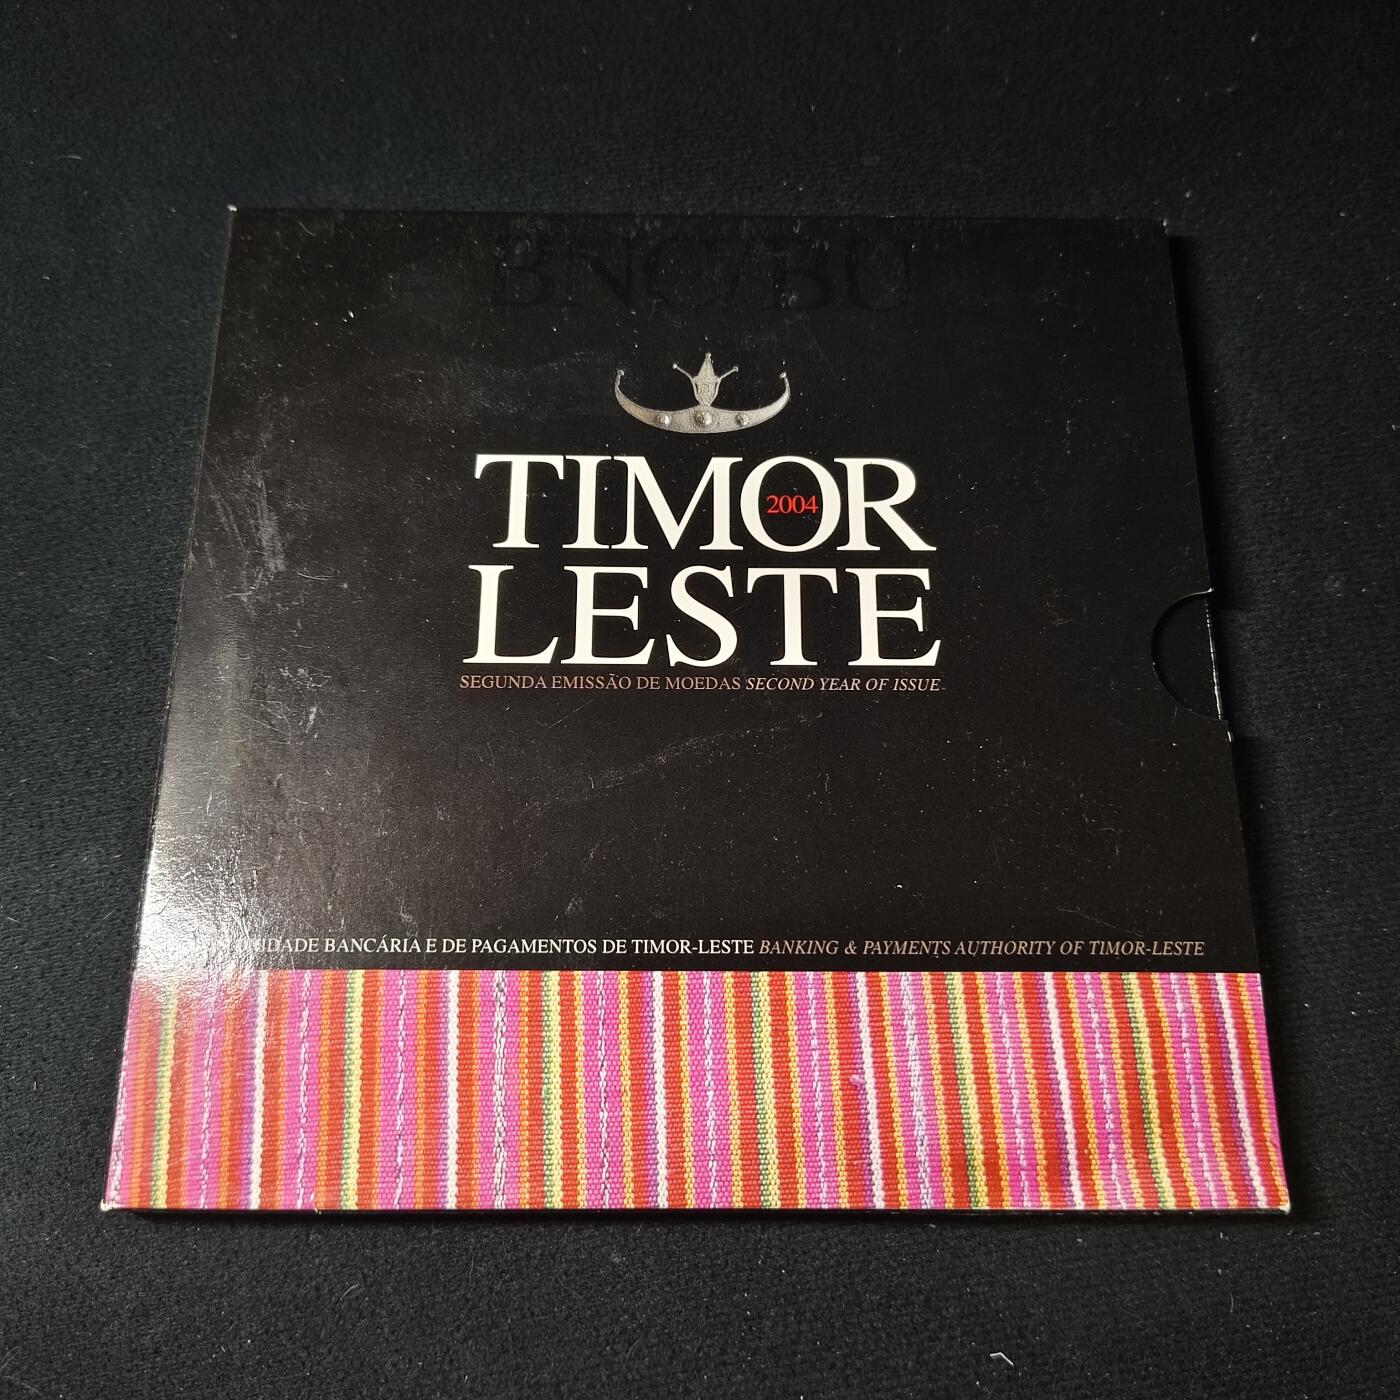 BNC/BU
TIMOR
2004
LESTE
SEGUNDA EMISSÃO DE MOEDAS SECOND YEAR OF ISSUE
BANCÁRIA E DE PAGAMENTOS DE TIMOR-LESTE BANKING & PAYMENTS AUTHORITY OF TIMOR-LESTE